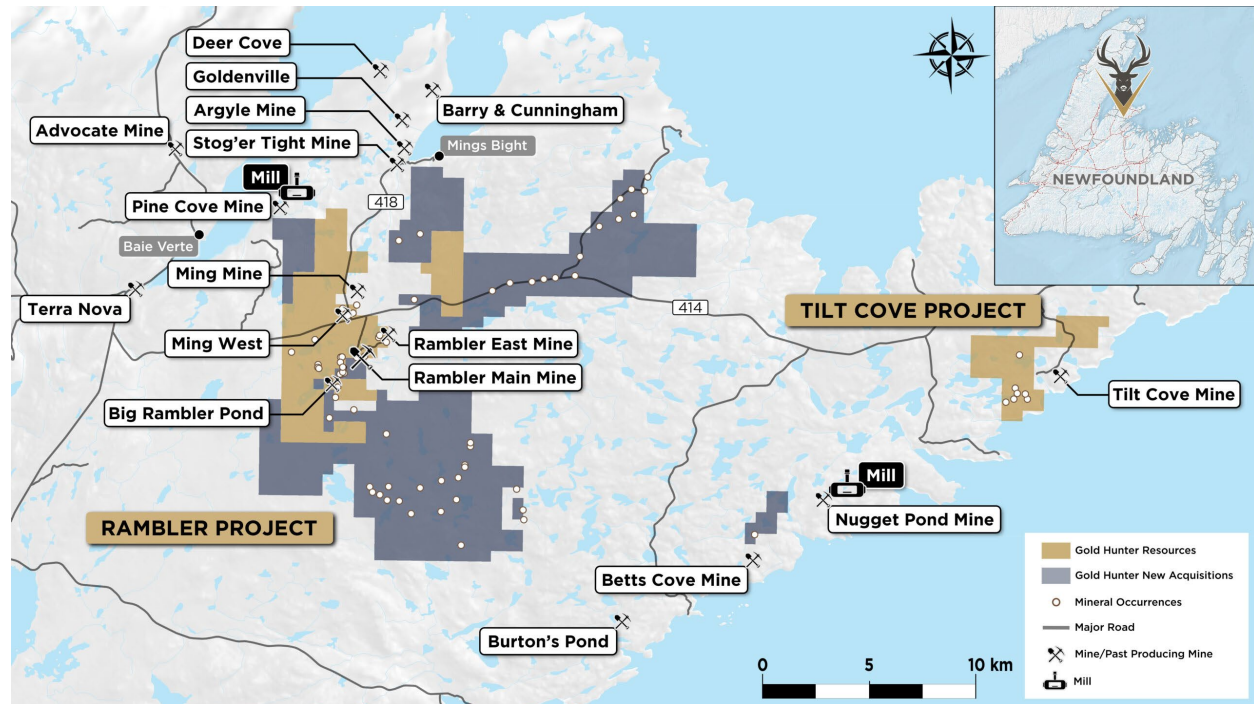 Deer Cove
Goldenville
Argyle Mine
Barry & Cunningham
Advocate Mine
Stog'er Tight Mine
Mings Bight
Mill
418
Pine Cove Mine
Baie Verte
Ming Mine
Terra Nova
Ming West
Rambler East Mine
Rambler Main Mine
Big Rambler Pond
414
NEWFOUNDLAND
TILT COVE PROJECT
Tilt Cove Mine
Mill
Nugget Pond Mine
RAMBLER PROJECT
Betts Cove Mine
Burton's Pond
0 5 10 km
Gold Hunter Resources
Gold Hunter New Acquisitions
Mineral Occurrences
Major Road
Mine/Past Producing Mine
Mill